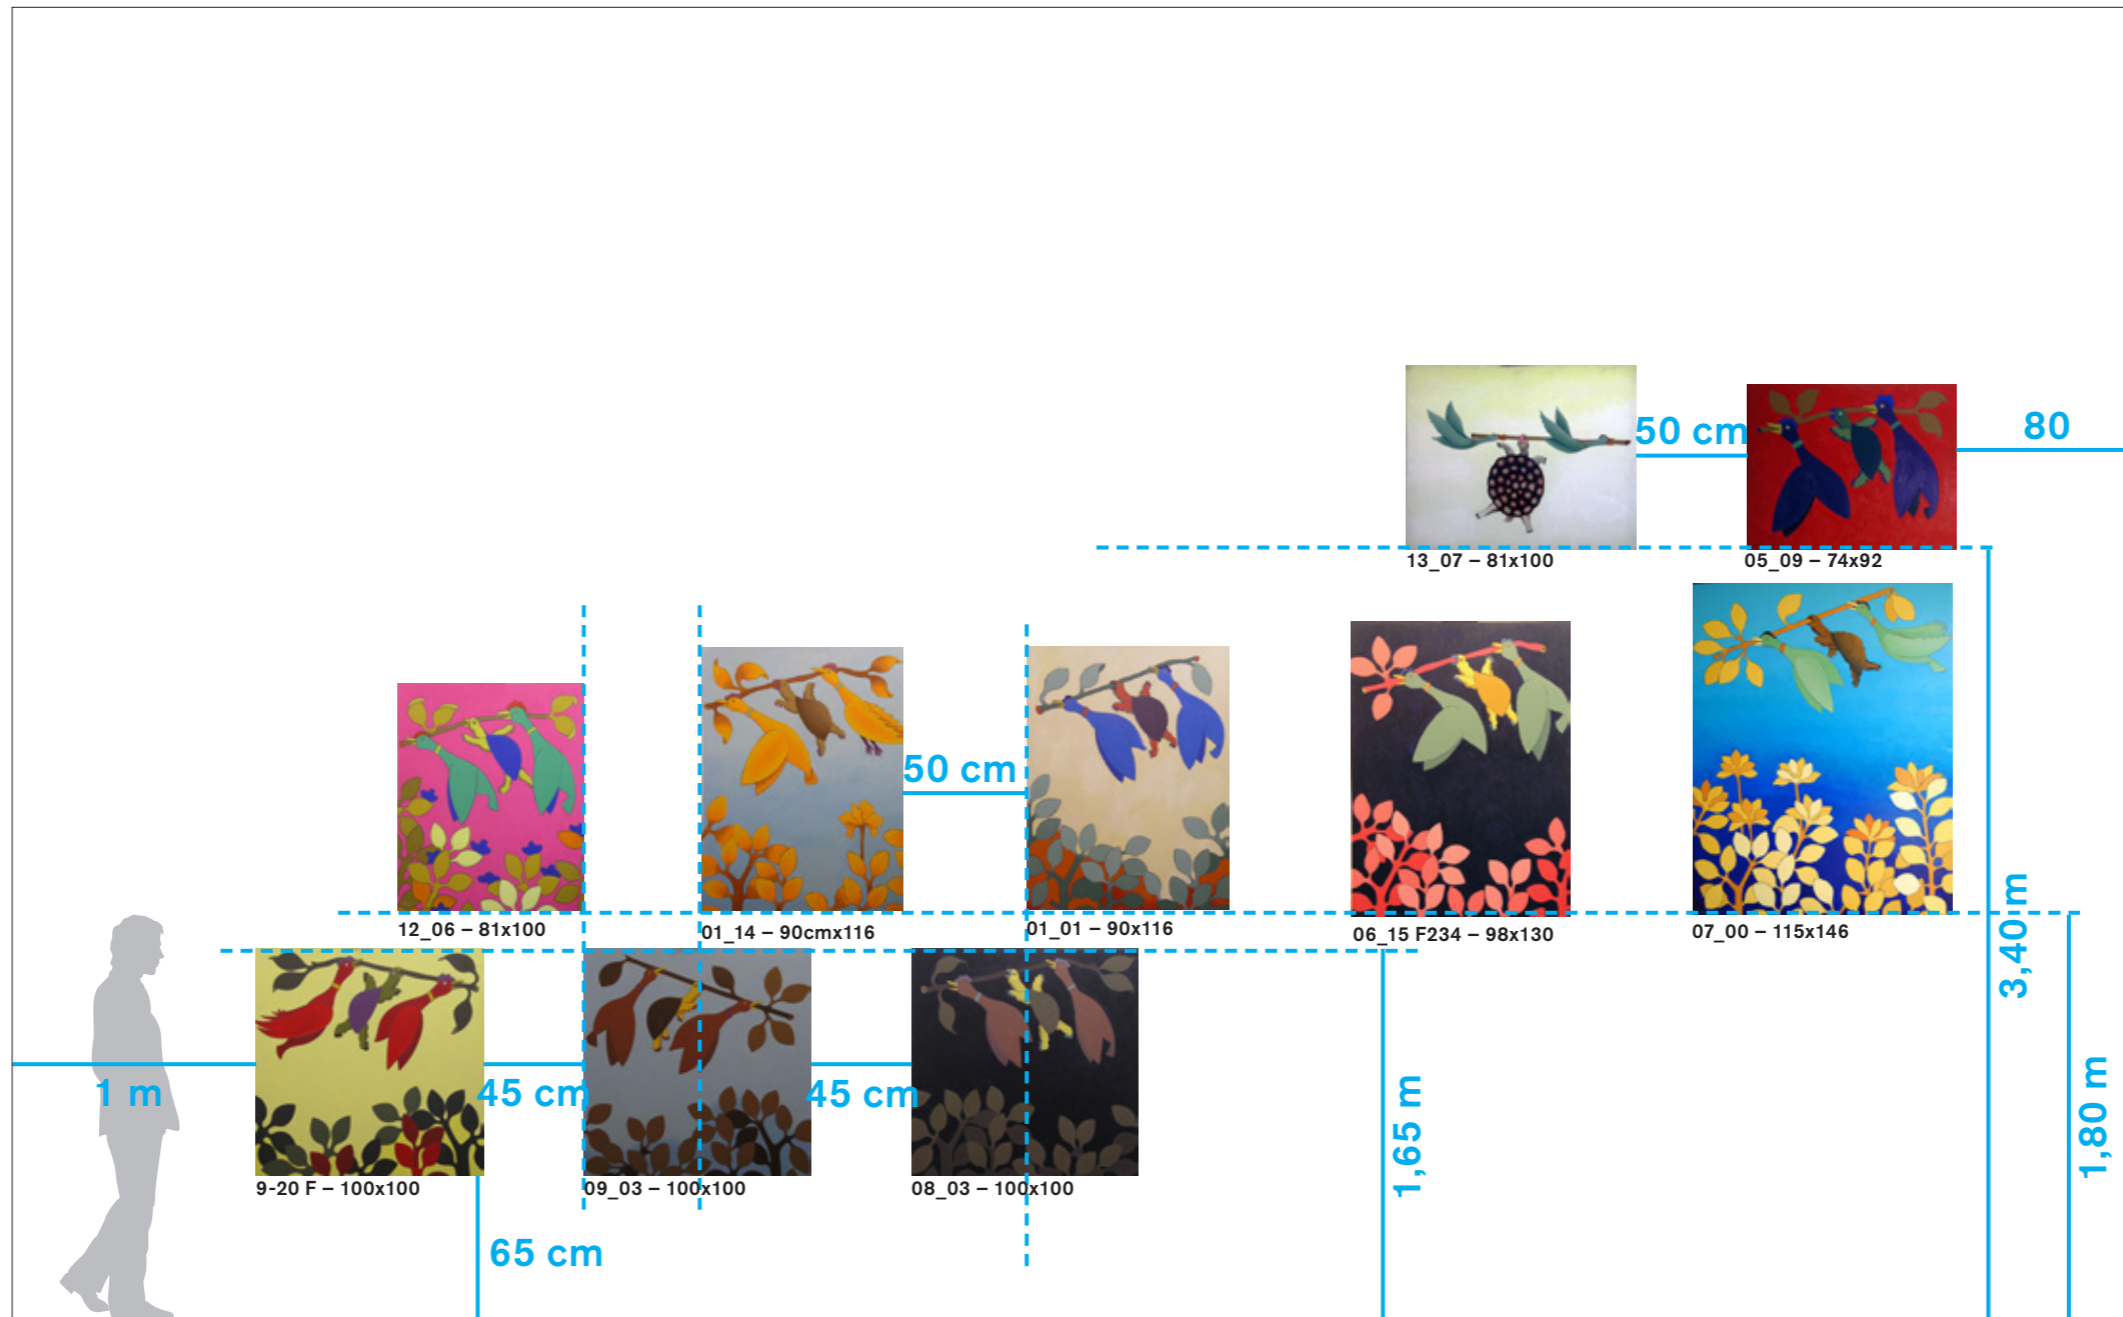 50 cm
80
13_07 – 81x100
05_09 – 74x92
50 cm
12_06 – 81x100
01_14 – 90cmx116
01_01 – 90x116
06_15 F234 – 98x130
07_00 – 115x146
3,40 m
1 m
45 cm
45 cm
1,65 m
1,80 m
9-20 F – 100x100
09_03 – 100x100
08_03 – 100x100
65 cm